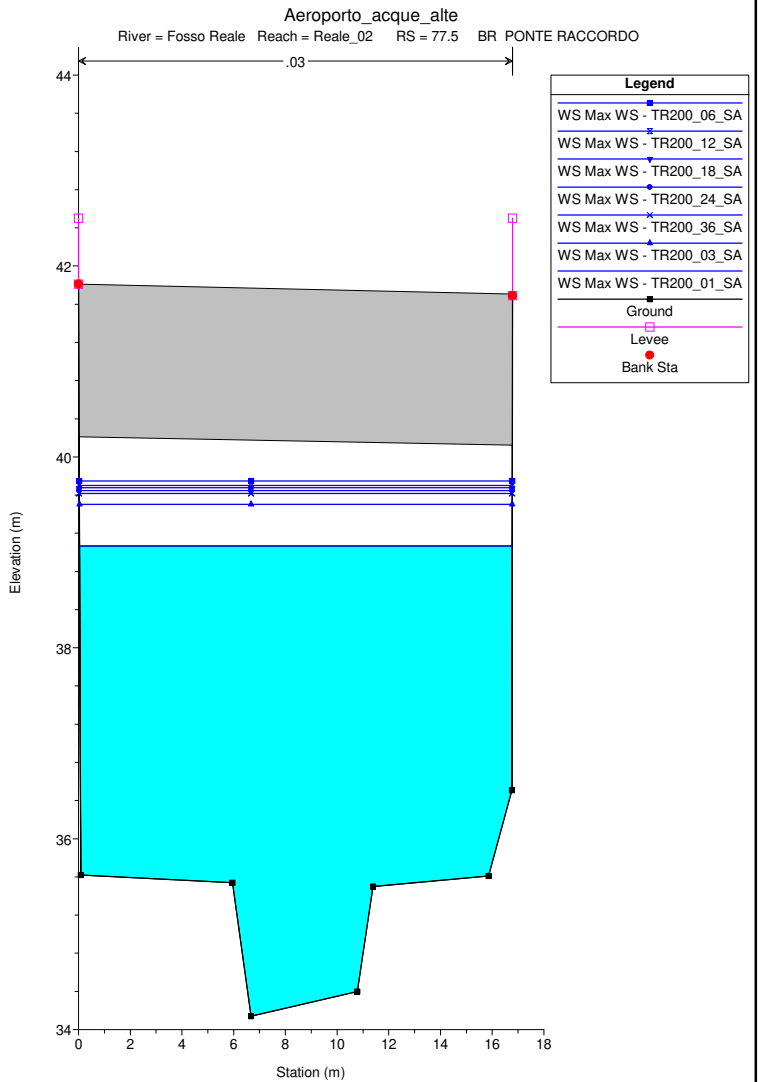 Aeroporto_acque_alte
River = Fosso Reale Reach = Reale_02 RS = 77.5 BR PONTE RACCORDO
.03
44
42
40
38
36
34
Elevation (m)
0 2 4 6 8 10 12 14 16 18
Station (m)
Legend
WS Max WS - TR200_06_SA
WS Max WS - TR200_12_SA
WS Max WS - TR200_18_SA
WS Max WS - TR200_24_SA
WS Max WS - TR200_36_SA
WS Max WS - TR200_03_SA
WS Max WS - TR200_01_SA
Ground
Levee
Bank Sta